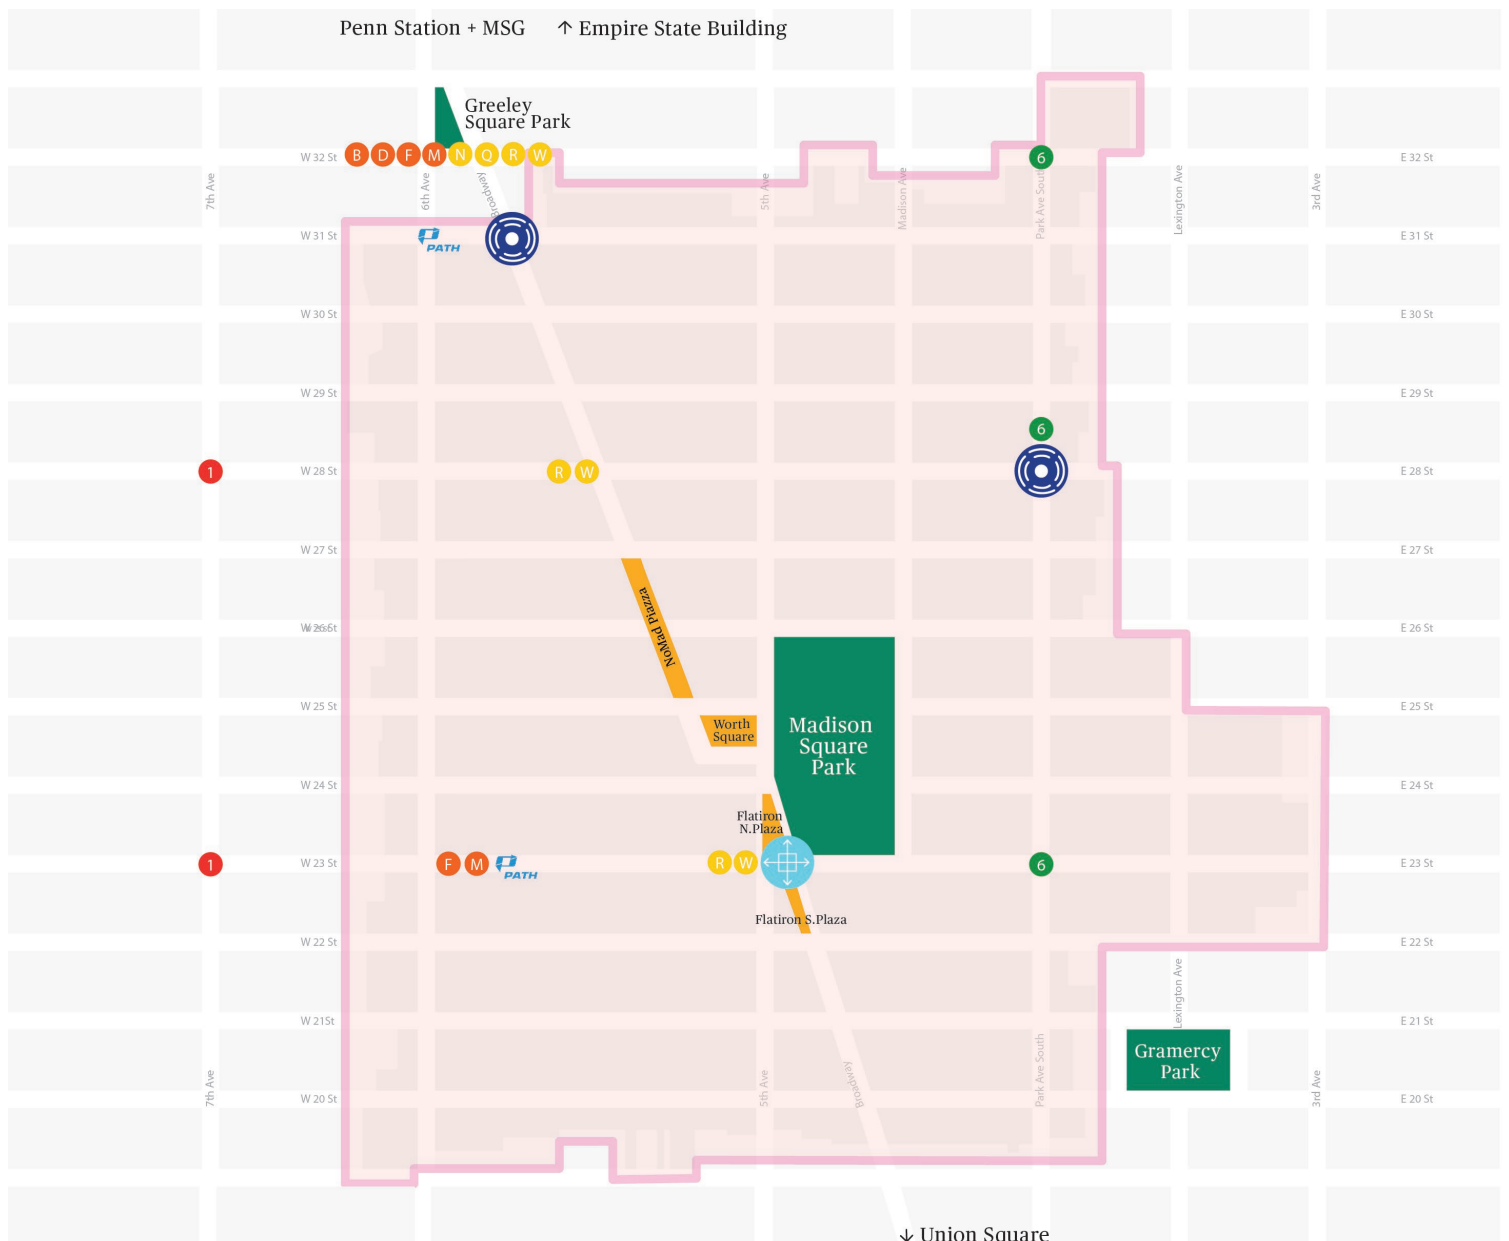 Penn Station + MSG ↑ Empire State Building
Greeley
Square Park
B D F M N Q R W
6
W 32 St
E 32 St
7th Ave
6th Ave
Broadway
5th Ave
Madison Ave
Park Ave South
Lexington Ave
3rd Ave
W 31 St
PATH
E 31 St
W 30 St
E 30 St
W 29 St
E 29 St
6
1
W 28 St
R W
E 28 St
W 27 St
E 27 St
NoMad Piazza
W 26 St
E 26 St
W 25 St
E 25 St
Worth
Square
Madison
Square
Park
W 24 St
E 24 St
Flatiron
N.Plaza
1
W 23 St
F M PATH
R W
6
E 23 St
Flatiron S.Plaza
W 22 St
E 22 St
Lexington Ave
W 21St
E 21 St
Gramercy
Park
7th Ave
5th Ave
Broadway
Park Ave South
3rd Ave
W 20 St
E 20 St
↓ Union Square